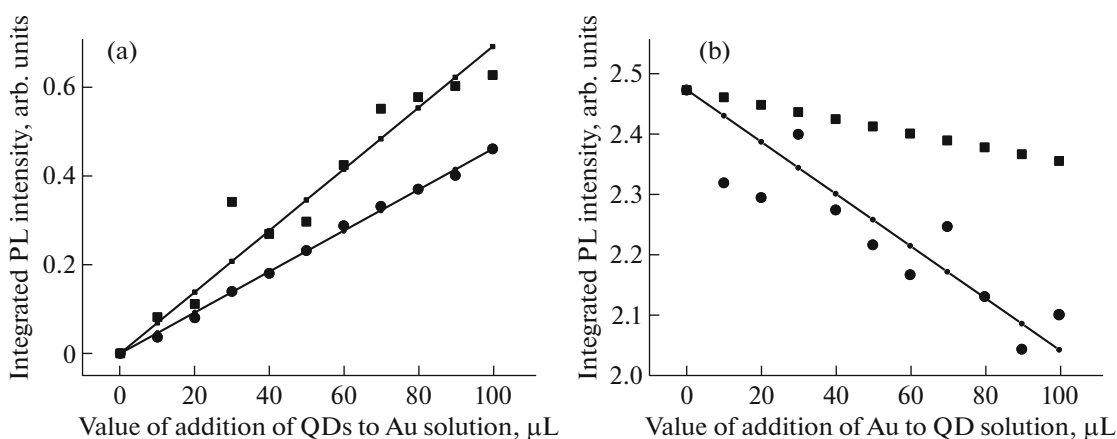 (a)
Integrated PL intensity, arb. units
0.6
0.4
0.2
0
0 20 40 60 80 100
Value of addition of QDs to Au solution, μL
(b)
Integrated PL intensity, arb. units
2.5
2.4
2.3
2.2
2.1
2.0
0 20 40 60 80 100
Value of addition of Au to QD solution, μL